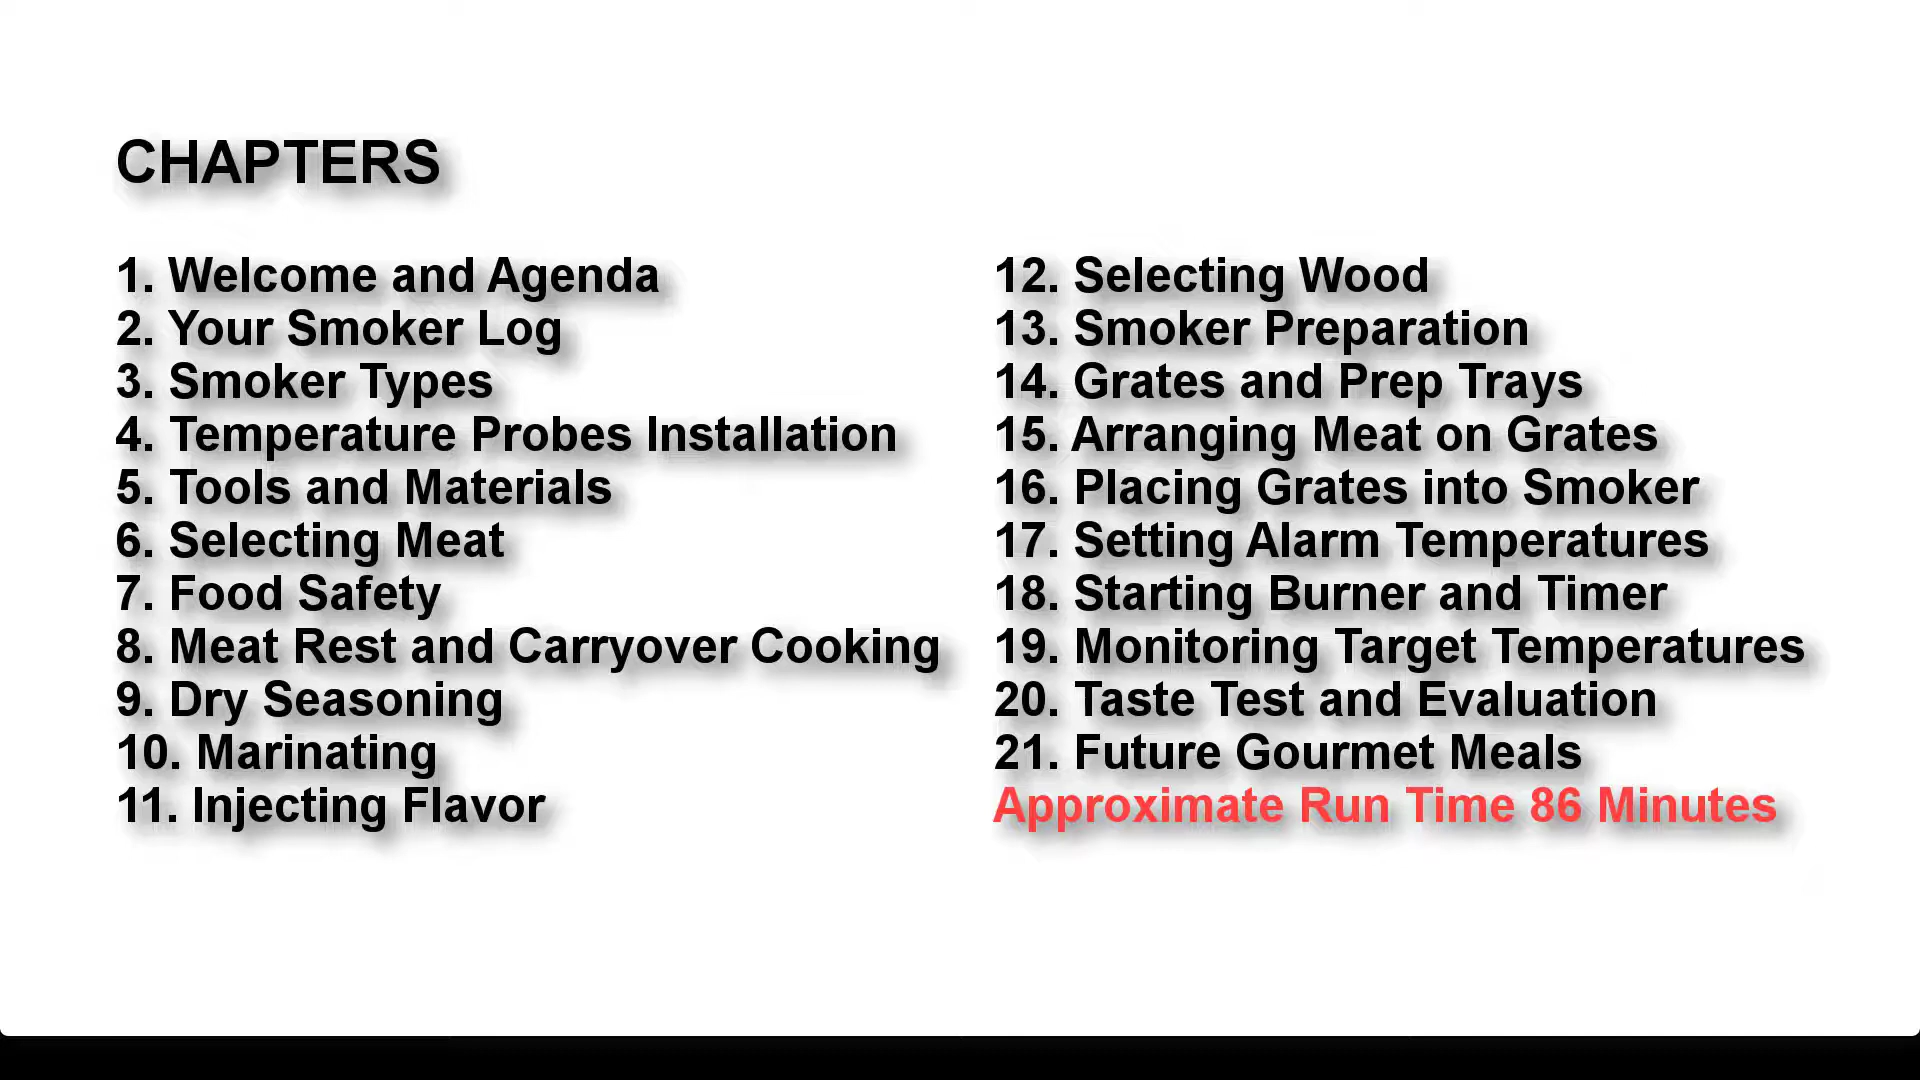 CHAPTERS
1. Welcome and Agenda
2. Your Smoker Log
3. Smoker Types
4. Temperature Probes Installation
5. Tools and Materials
6. Selecting Meat
7. Food Safety
8. Meat Rest and Carryover Cooking
9. Dry Seasoning
10. Marinating
11. Injecting Flavor
12. Selecting Wood
13. Smoker Preparation
14. Grates and Prep Trays
15. Arranging Meat on Grates
16. Placing Grates into Smoker
17. Setting Alarm Temperatures
18. Starting Burner and Timer
19. Monitoring Target Temperatures
20. Taste Test and Evaluation
21. Future Gourmet Meals
Approximate Run Time 86 Minutes